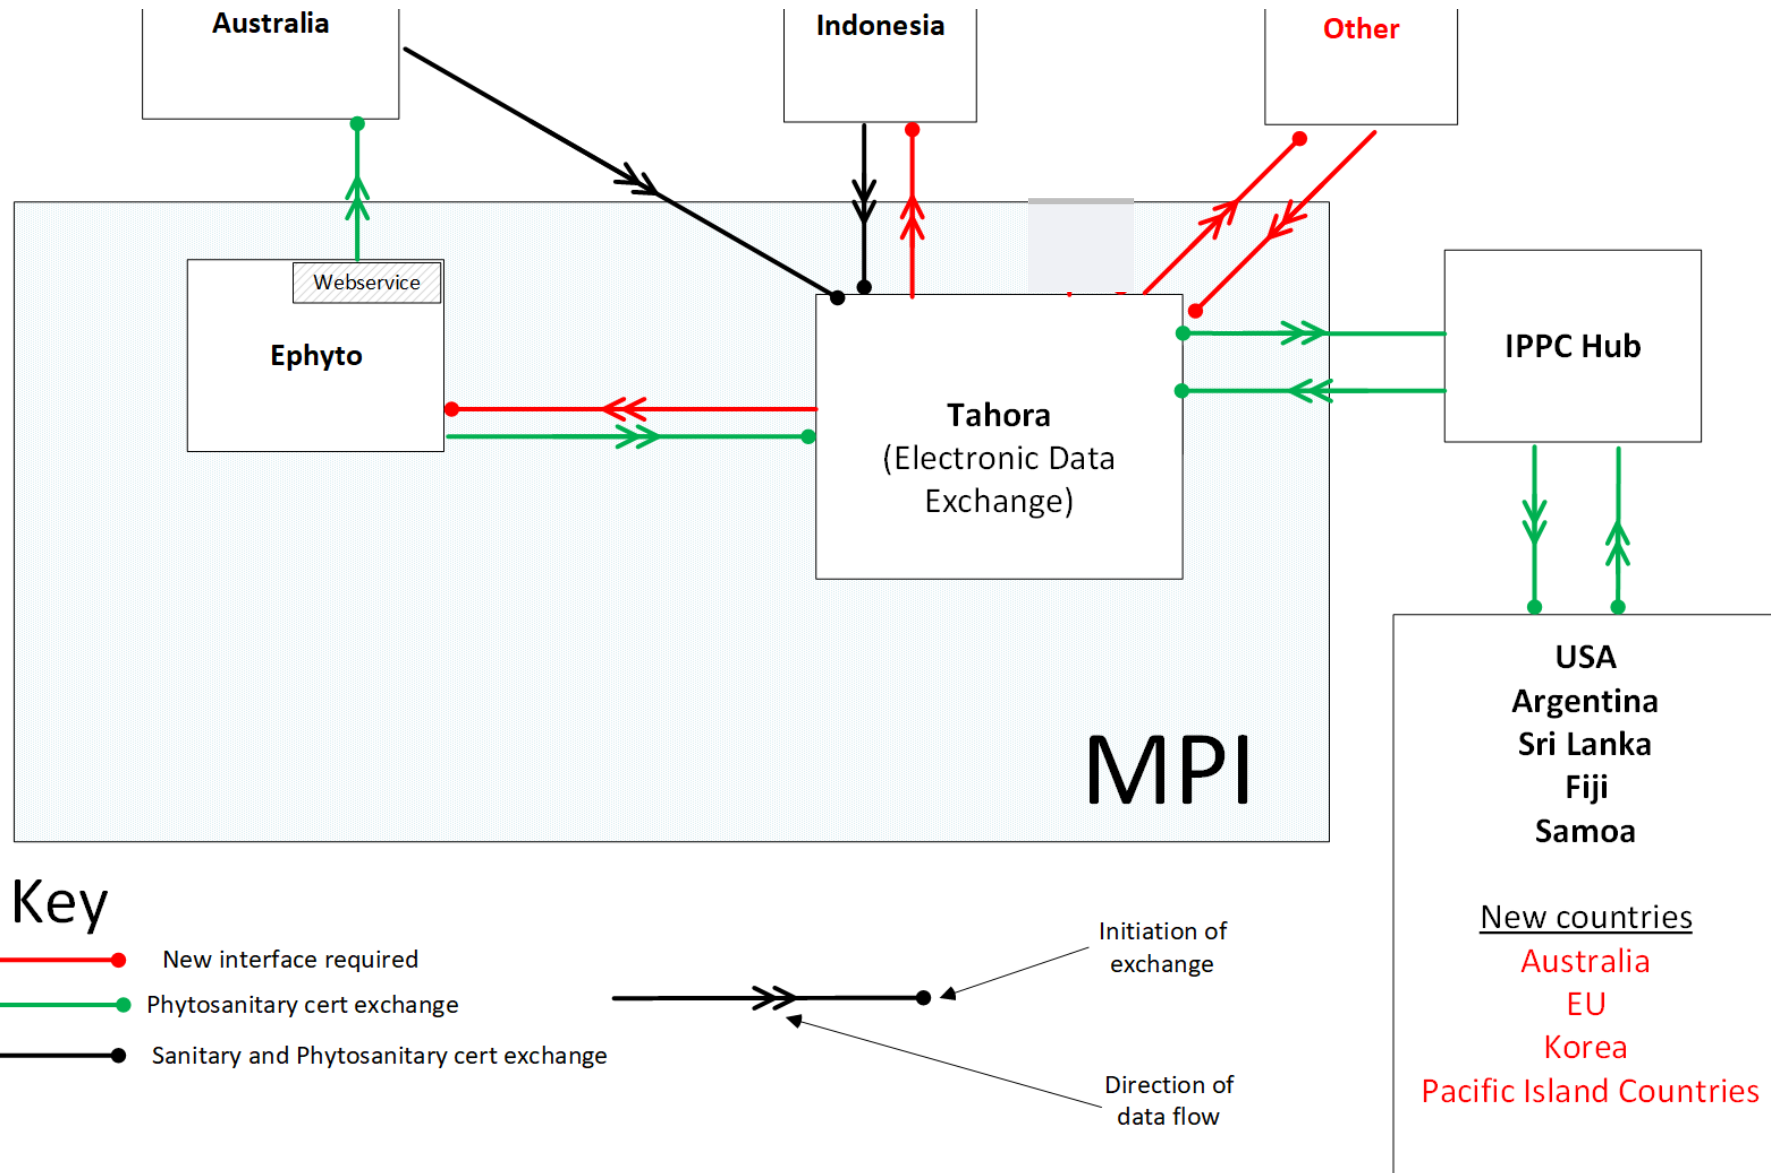 Australia
Indonesia
Other
Webservice
Ephyto
IPPC Hub
Tahora
(Electronic Data
Exchange)
USA
Argentina
Sri Lanka
Fiji
Samoa
MPI
New countries
Australia
EU
Korea
Pacific Island Countries
Key
New interface required
Phytosanitary cert exchange
Sanitary and Phytosanitary cert exchange
Initiation of
exchange
Direction of
data flow